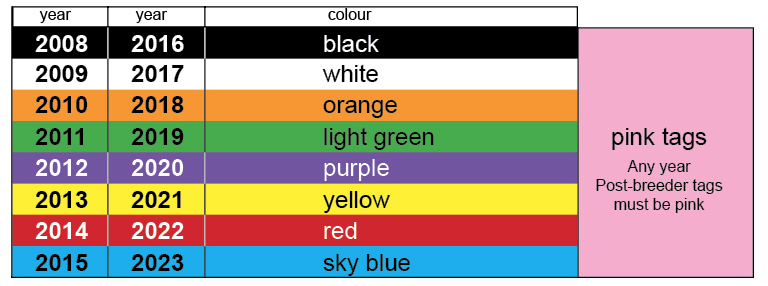 year year colour
2008 2016 black
2009 2017 white
2010 2018 orange
2011 2019 light green
2012 2020 purple
2013 2021 yellow
2014 2022 red
2015 2023 sky blue
pink tags
Any year
Post-breeder tags
must be pink